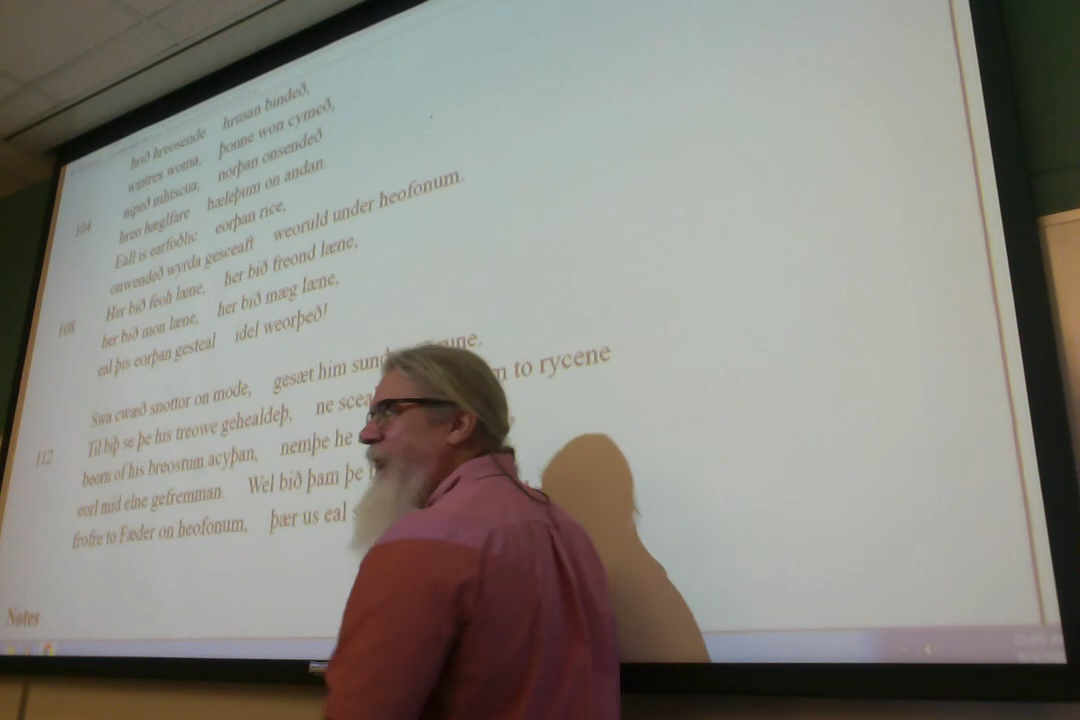 hrið hreosende hrusan bindeð,
wintres woma, þonne won cymeð,
104 nipeð nihtscua, norþan onsendeð
hreo hæglfare hæleþum on andan.
Eall is earfoðlic eorþan rice,
onwendeð wyrda gesceaft weoruld under heofonum.
108 Her bið feoh læne, her bið freond læne,
her bið mon læne, her bið mæg læne,
eal þis eorþan gesteal idel weorþeð!
Swa cwæð snottor on mode, gesæt him
112 Til biþ se þe his treowe gehealdeþ, ne to rycene
beorn of his breostum acyþan, nemþe he
eorl mid elne gefremman. Wel bið þam þe
frofre to Fæder on heofonum, þær us eal
Notes